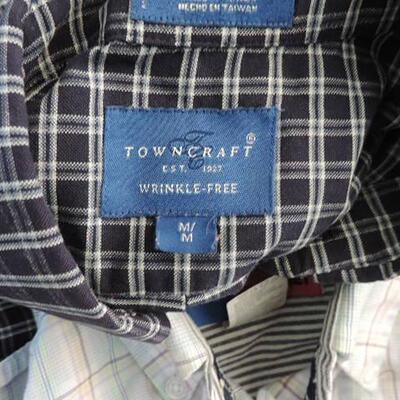 HECHO EN TAIWAN
TOWNCRAFT®
EST. 1927
WRINKLE-FREE
M/
M